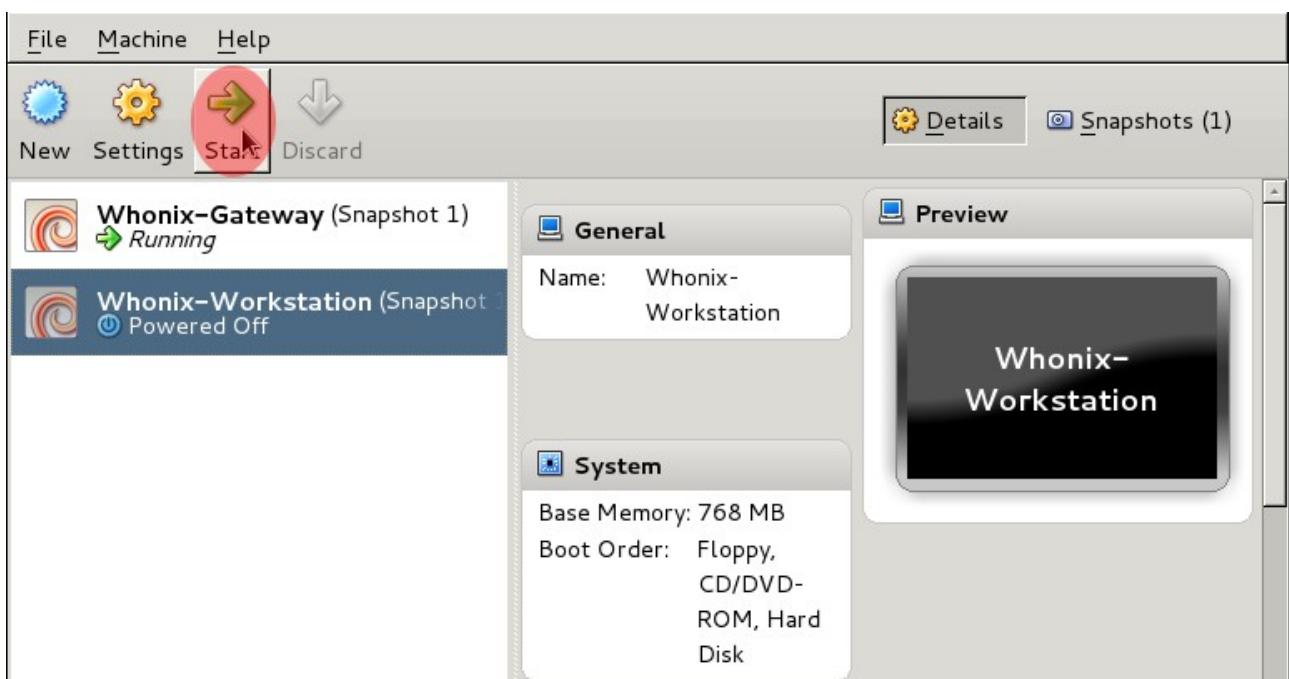 File Machine Help
New Settings Start Discard
Details Snapshots (1)
Whonix-Gateway (Snapshot 1)
Running
Whonix-Workstation (Snapshot 1
Powered Off
General
Name: Whonix-
Workstation
System
Base Memory: 768 MB
Boot Order: Floppy,
CD/DVD-
ROM, Hard
Disk
Preview
Whonix-
Workstation